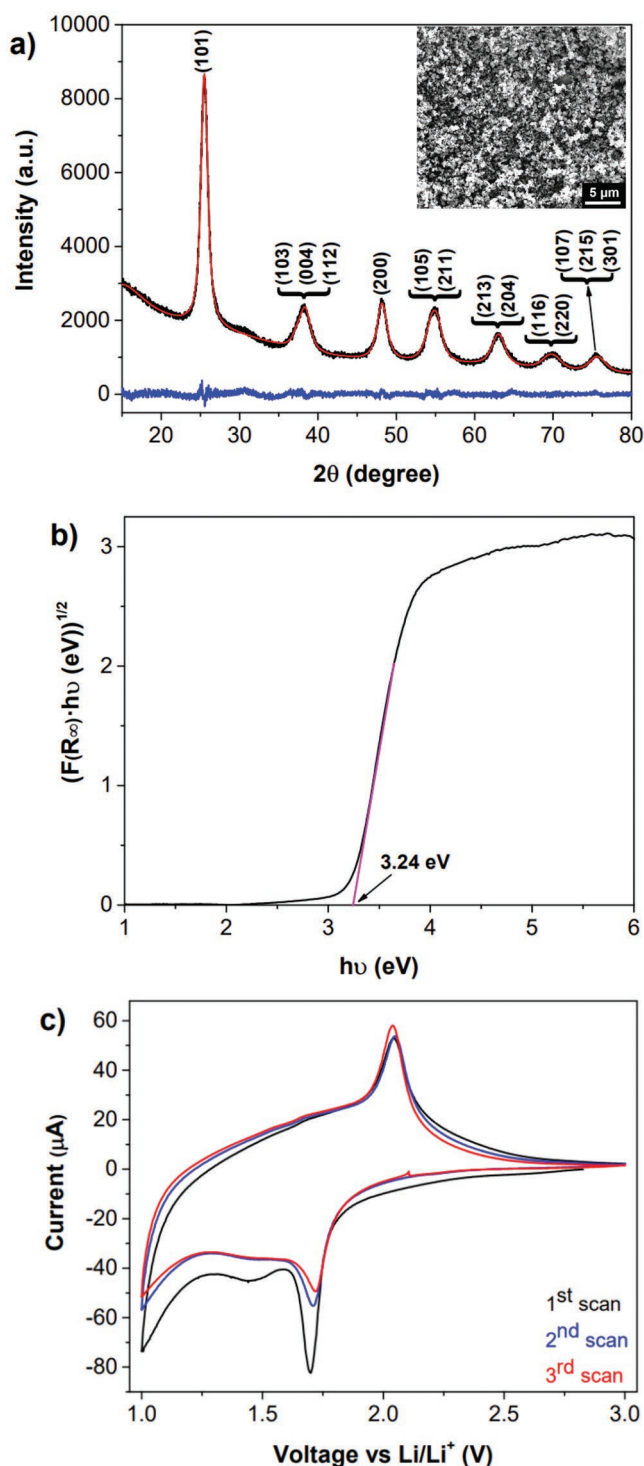 a)
10000
8000
6000
4000
2000
0
Intensity (a.u.)
(101)
(103)
(004)
(112)
(200)
(105)
(211)
(213)
(204)
(116)
(220)
(107)
(215)
(301)
5 µm
20 30 40 50 60 70 80
2θ (degree)
b)
3
2
1
0
(F(R∞)·hυ (eV))^1/2
3.24 eV
1 2 3 4 5 6
hυ (eV)
c)
60
40
20
0
-20
-40
-60
-80
Current (µA)
1st scan
2nd scan
3rd scan
1.0 1.5 2.0 2.5 3.0
Voltage vs Li/Li+ (V)